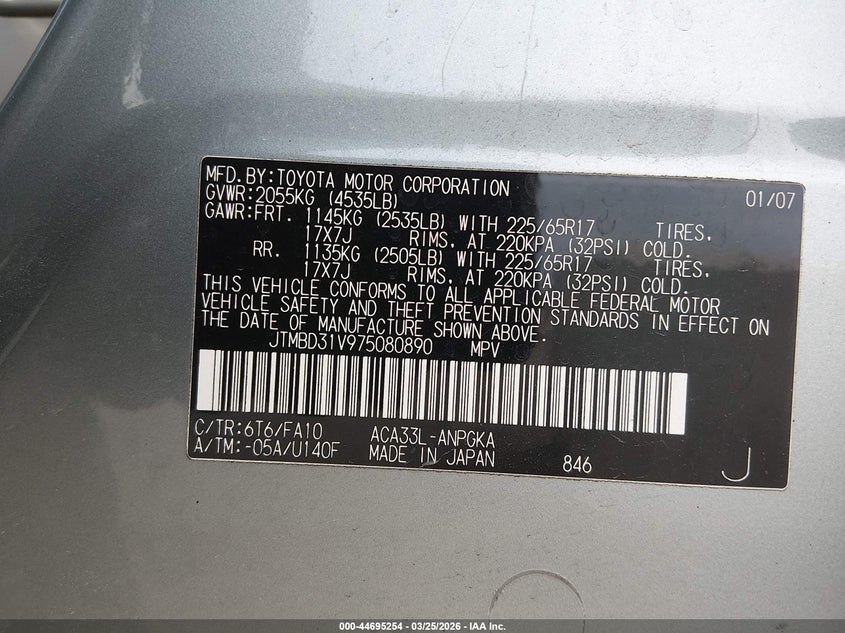 MFD.BY:TOYOTA MOTOR CORPORATION 01/07
GVWR:2055KG (4535LB)
GAWR:FRT. 1145KG (2535LB) WITH 225/65R17 TIRES,
17X7J RIMS, AT 220KPA (32PSI) COLD.
RR. 1135KG (2505LB) WITH 225/65R17 TIRES,
17X7J RIMS, AT 220KPA (32PSI) COLD.
THIS VEHICLE CONFORMS TO ALL APPLICABLE FEDERAL MOTOR
VEHICLE SAFETY AND THEFT PREVENTION STANDARDS IN EFFECT ON
THE DATE OF MANUFACTURE SHOWN ABOVE.
JTMBD31V975080890 MPV
C/TR:6T6/FA10 ACA33L-ANPGKA
A/TM:-05A/U140F MADE IN JAPAN 846 J
000-44695254 | 03/25/2026 | IAA Inc.